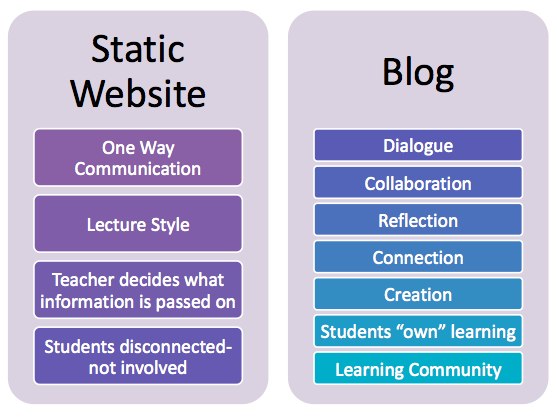 Static
Website
One Way
Communication
Lecture Style
Teacher decides what
information is passed on
Students disconnected-
not involved
Blog
Dialogue
Collaboration
Reflection
Connection
Creation
Students “own” learning
Learning Community